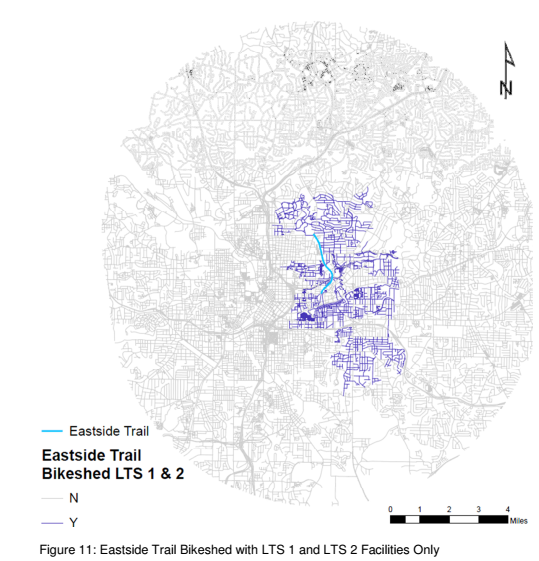 N
Eastside Trail
Eastside Trail
Bikeshed LTS 1 & 2
N
Y
0 1 2 3 4
Miles
Figure 11: Eastside Trail Bikeshed with LTS 1 and LTS 2 Facilities Only